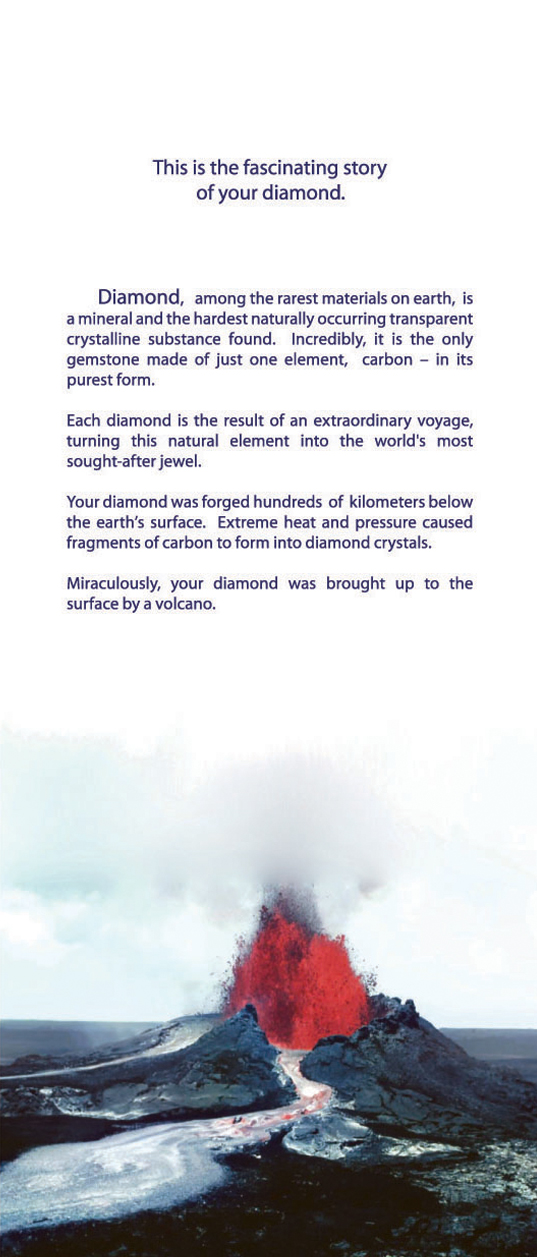 This is the fascinating story
of your diamond.
Diamond, among the rarest materials on earth, is
a mineral and the hardest naturally occurring transparent
crystalline substance found. Incredibly, it is the only
gemstone made of just one element, carbon – in its
purest form.
Each diamond is the result of an extraordinary voyage,
turning this natural element into the world's most
sought-after jewel.
Your diamond was forged hundreds of kilometers below
the earth’s surface. Extreme heat and pressure caused
fragments of carbon to form into diamond crystals.
Miraculously, your diamond was brought up to the
surface by a volcano.